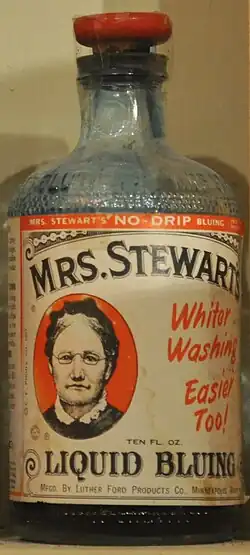 MRS. STEWART'S NO-DRIP BLUING
MRS. STEWART'S
Whiter
Washing
Easier
Too!
TEN FL. OZ.
LIQUID BLUING
MFGD. BY LUTHER FORD PRODUCTS CO. MINNEAPOLIS